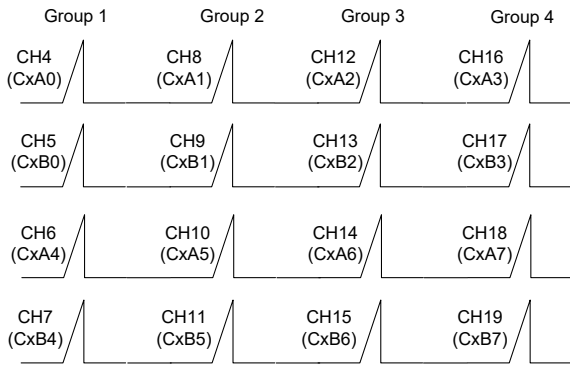 Group 1 Group 2 Group 3 Group 4
CH4 CH8 CH12 CH16
(CxA0) (CxA1) (CxA2) (CxA3)
CH5 CH9 CH13 CH17
(CxB0) (CxB1) (CxB2) (CxB3)
CH6 CH10 CH14 CH18
(CxA4) (CxA5) (CxA6) (CxA7)
CH7 CH11 CH15 CH19
(CxB4) (CxB5) (CxB6) (CxB7)